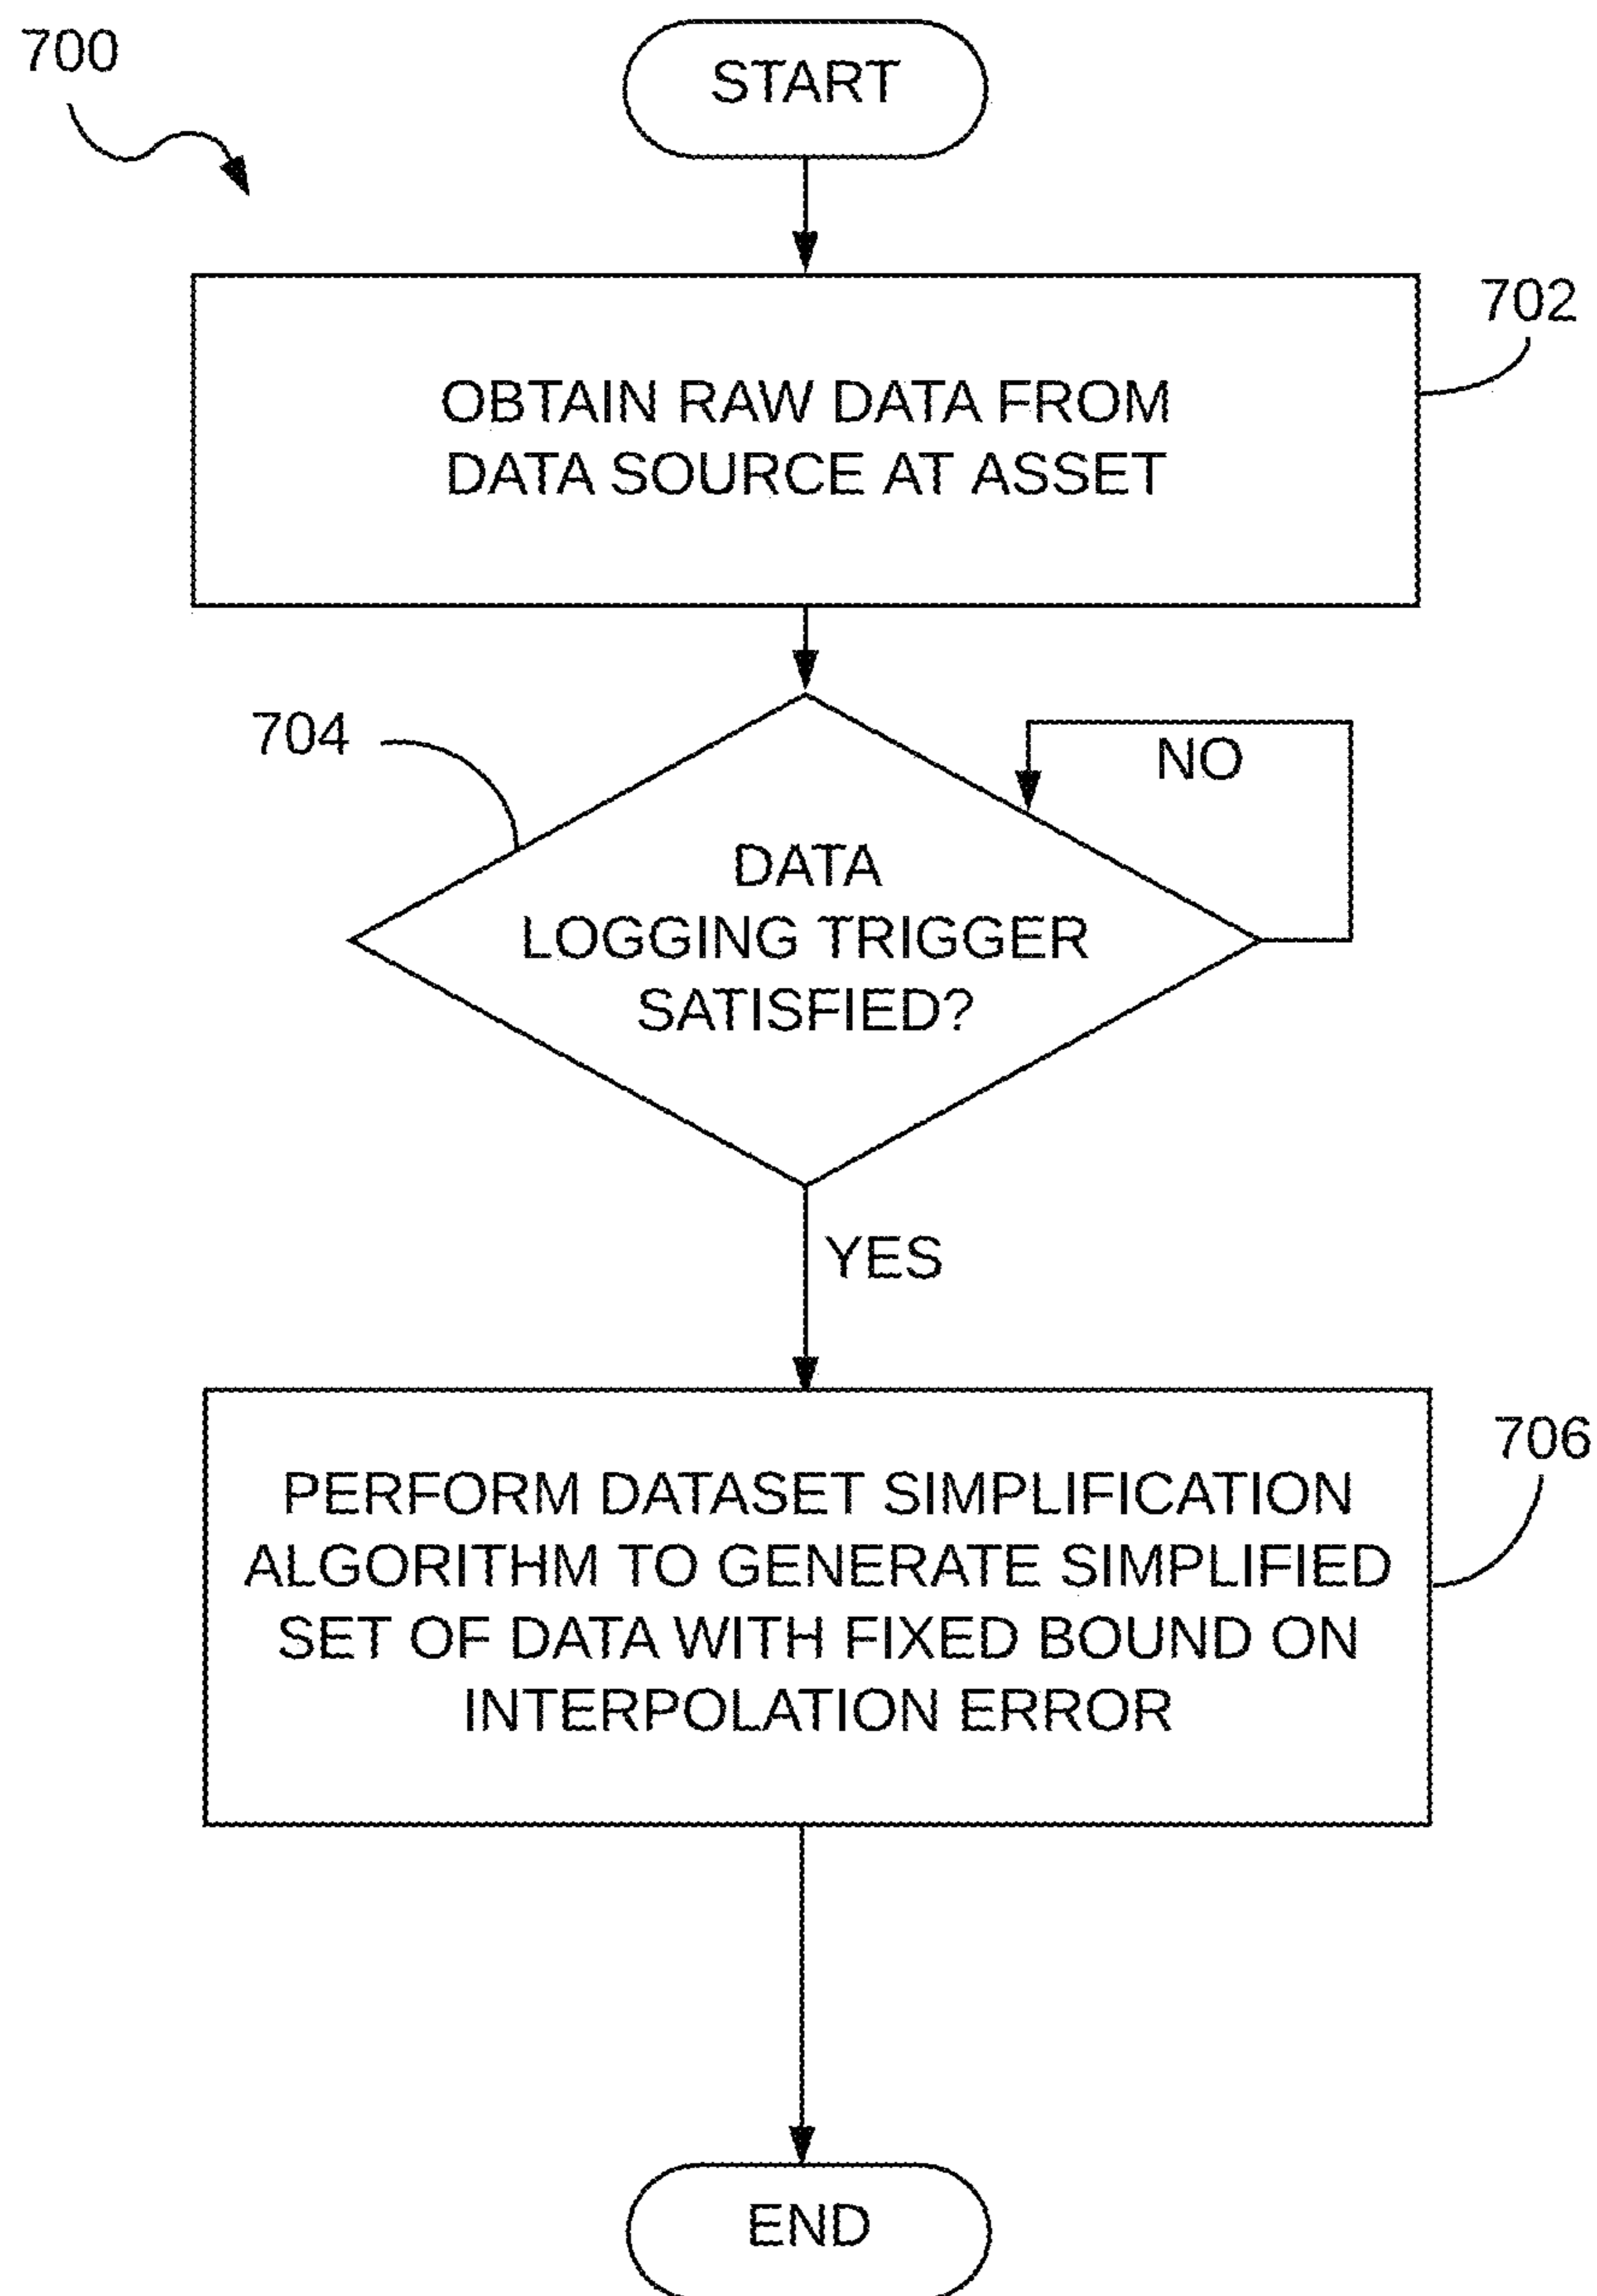 700
START
702
OBTAIN RAW DATA FROM
DATA SOURCE AT ASSET
704
NO
DATA
LOGGING TRIGGER
SATISFIED?
YES
706
PERFORM DATASET SIMPLIFICATION
ALGORITHM TO GENERATE SIMPLIFIED
SET OF DATA WITH FIXED BOUND ON
INTERPOLATION ERROR
END